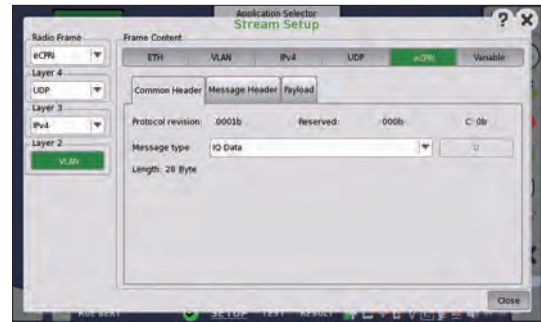 Application Selector
Stream Setup
? X
Radio Frame
eCPRI
Layer 4
UDP
Layer 3
IPv4
Layer 2
VLAN
Frame Content
ETH VLAN IPv4 UDP eCPRI Variable
Common Header Message Header Payload
Protocol revision: 0001b Reserved: 000b C: 0b
Message type IQ Data 0
Length: 28 Byte
Close
SETUP TEST RESULT